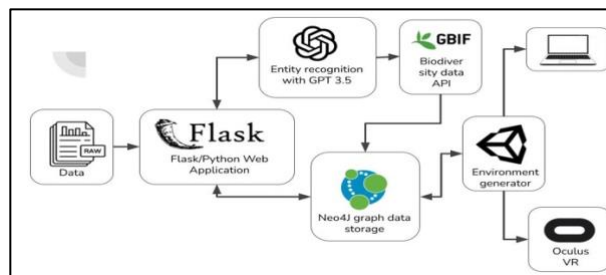 GBIF
Entity recognition
with GPT 3.5
Biodiver
sity data
API
RAW
Data
Flask
Flask/Python Web
Application
Neo4J graph data
storage
Environment
generator
Oculus
VR